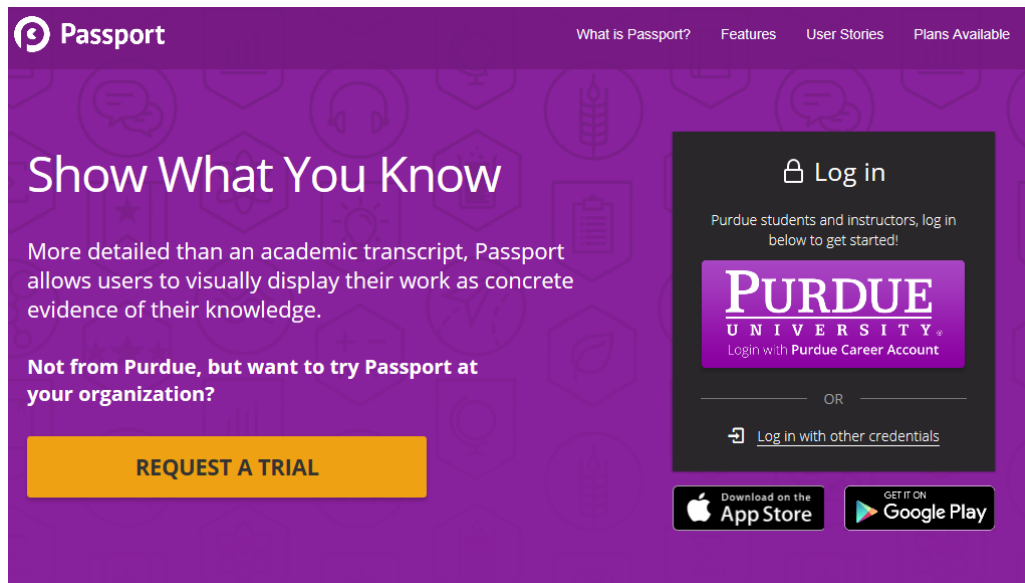 Passport
What is Passport? Features User Stories Plans Available
Show What You Know
More detailed than an academic transcript, Passport
allows users to visually display their work as concrete
evidence of their knowledge.
Not from Purdue, but want to try Passport at
your organization?
REQUEST A TRIAL
Log in
Purdue students and instructors, log in
below to get started!
PURDUE
UNIVERSITY®
Login with Purdue Career Account
OR
Log in with other credentials
Download on the
App Store
GET IT ON
Google Play